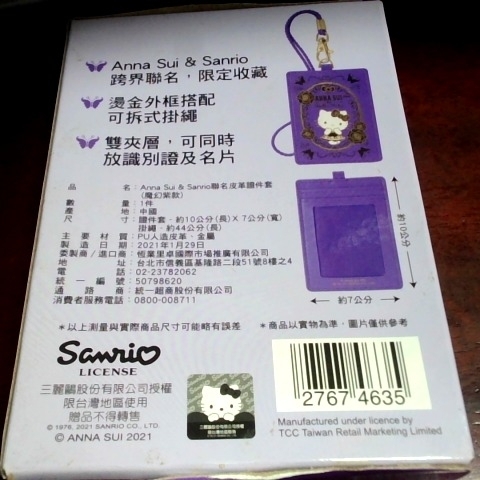 Anna Sui & Sanrio
跨界聯名，限定收藏
燙金外框搭配
可拆式掛繩
雙夾層，可同時
放識別證及名片
ANNA SUI
品名：Anna Sui & Sanrio聯名皮革證件套
(魔幻紫款)
數量：1件
產地：中國
尺寸：證件套-約10公分(長)X 7公分(寬)
掛繩-約44公分(長)
主要材質：PU人造皮革、金屬
製造日期：2021年1月29日
委製商/進口商：恆業里卓國際市場推廣有限公司
地址：台北市信義區基隆路二段51號8樓之4
電話：02-23782062
統一編號：50798620
通路商：統一超商股份有限公司
消費者服務電話：0800-008711
約10公分
約7公分
*以上測量與實際商品尺寸可能略有誤差
*商品以實物為準，圖片僅供參考
Sanrio
LICENSE
三麗鷗股份有限公司授權
限台灣地區使用
贈品不得轉售
© 1976, 2021 SANRIO CO., LTD.
© ANNA SUI 2021
2767 4635
Manufactured under licence by
TCC Taiwan Retail Marketing Limited